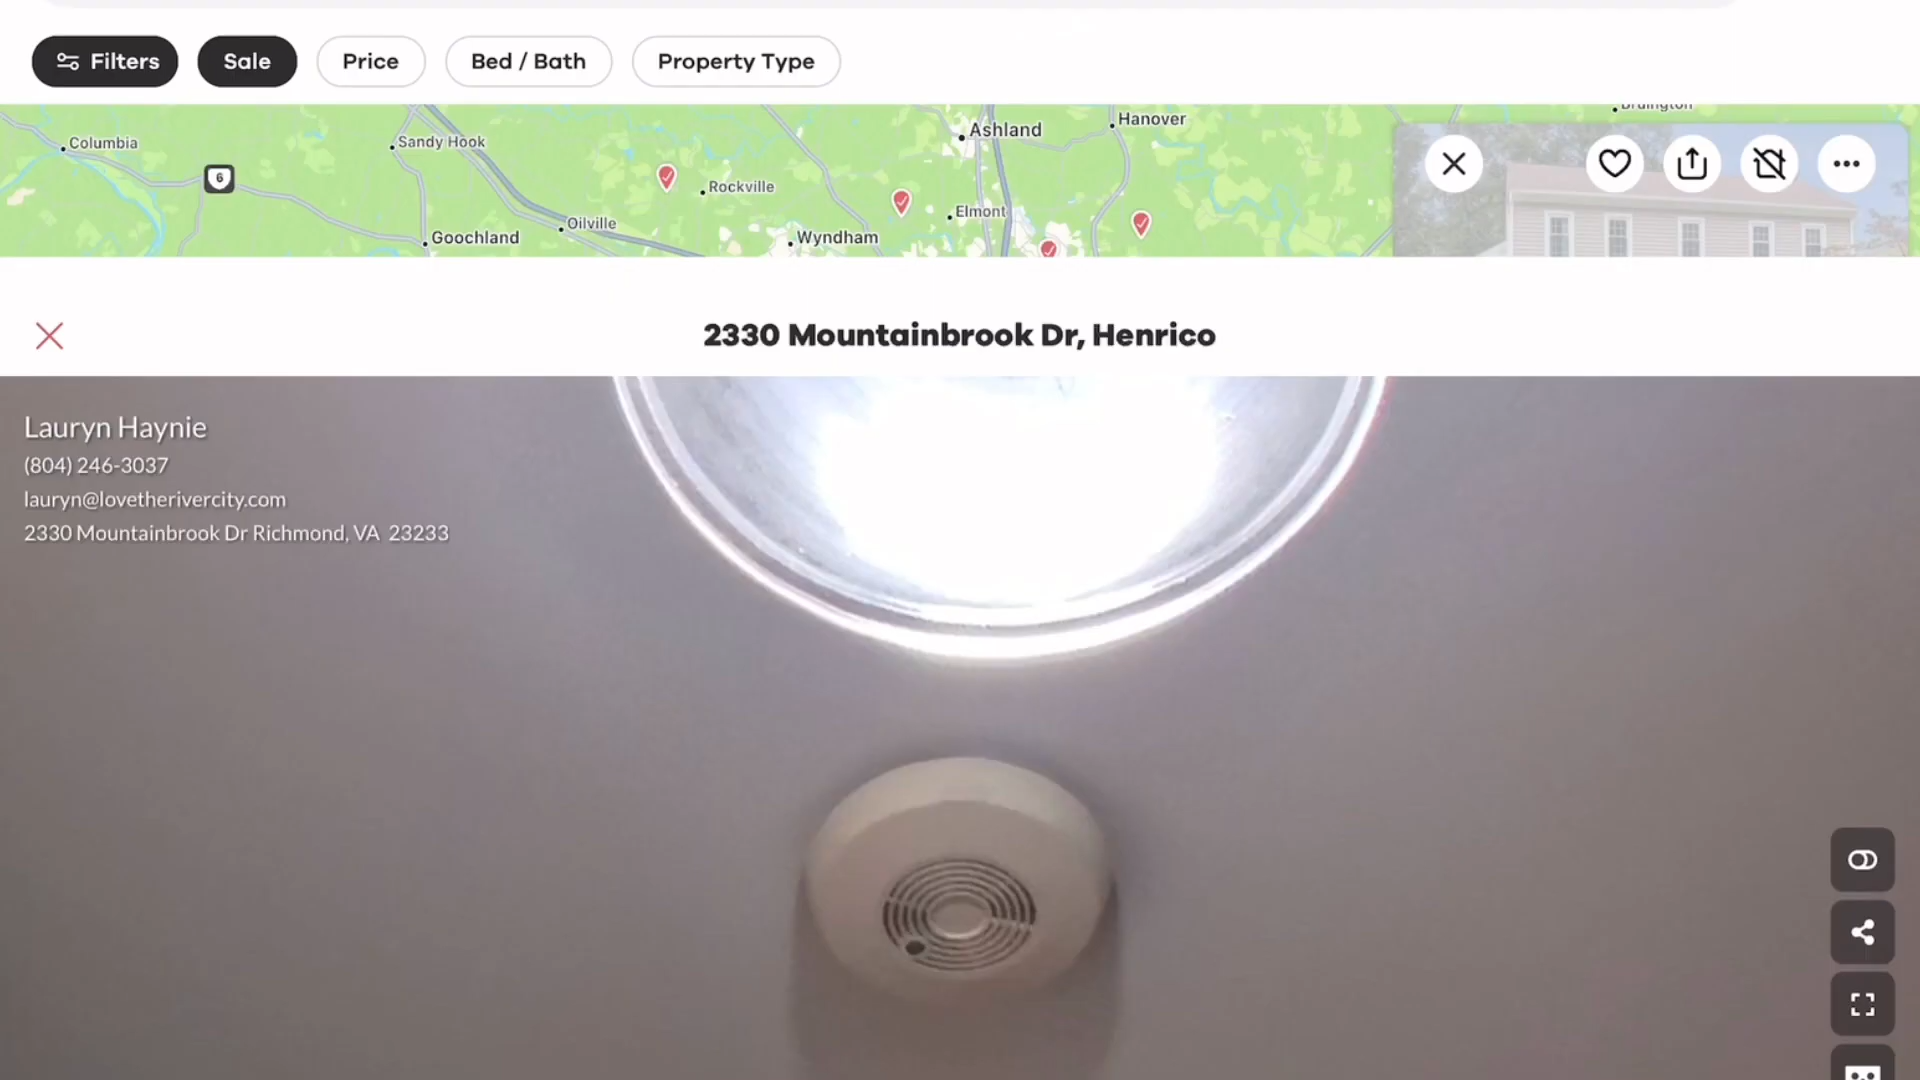 Filters Sale Price Bed / Bath Property Type
Columbia
Sandy Hook
Ashland
Hanover
6
Rockville
Goochland
Oilville
Wyndham
Elmont
2330 Mountainbrook Dr, Henrico
Lauryn Haynie
(804) 246-3037
lauryn@lovetherivercity.com
2330 Mountainbrook Dr Richmond, VA 23233